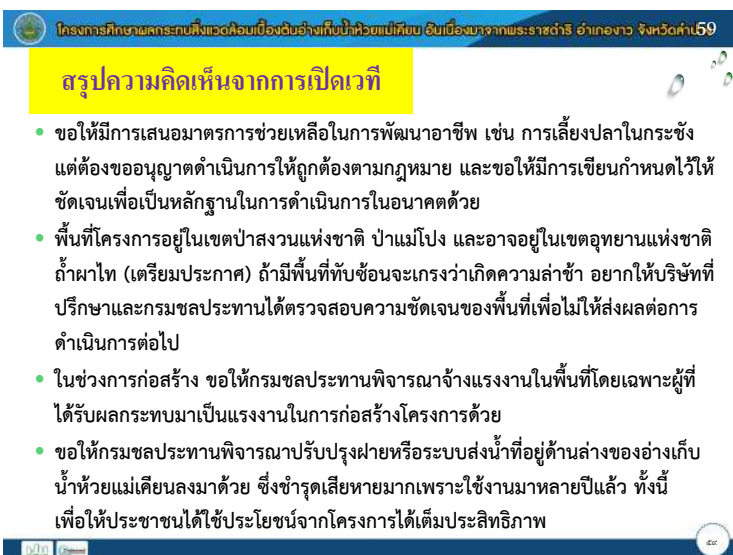 โครงการศึกษาผลกระทบสิ่งแวดล้อมเบื้องต้นอ่างเก็บน้ำห้วยแม่เคียน อันเนื่องมาจากพระราชดำริ อำเภองาว จังหวัดลำปาง 59
สรุปความคิดเห็นจากการเปิดเวที
• ขอให้มีการเสนอมาตรการช่วยเหลือในการพัฒนาอาชีพ เช่น การเลี้ยงปลาในกระชัง
แต่ต้องขออนุญาตดำเนินการให้ถูกต้องตามกฎหมาย และขอให้มีการเขียนกำหนดไว้ให้
ชัดเจนเพื่อเป็นหลักฐานในการดำเนินการในอนาคตด้วย
• พื้นที่โครงการอยู่ในเขตป่าสงวนแห่งชาติ ป่าแม่โปง และอาจอยู่ในเขตอุทยานแห่งชาติ
ถ้ำผาไท (เตรียมประกาศ) ถ้ามีพื้นที่ทับซ้อนจะเกรงว่าเกิดความล่าช้า อยากให้บริษัทที่
ปรึกษาและกรมชลประทานได้ตรวจสอบความชัดเจนของพื้นที่เพื่อไม่ให้ส่งผลต่อการ
ดำเนินการต่อไป
• ในช่วงการก่อสร้าง ขอให้กรมชลประทานพิจารณาจ้างแรงงานในพื้นที่โดยเฉพาะผู้ที่
ได้รับผลกระทบมาเป็นแรงงานในการก่อสร้างโครงการด้วย
• ขอให้กรมชลประทานพิจารณาปรับปรุงฝายหรือระบบส่งน้ำที่อยู่ด้านล่างของอ่างเก็บ
น้ำห้วยแม่เคียนลงมาด้วย ซึ่งชำรุดเสียหายมากเพราะใช้งานมาหลายปีแล้ว ทั้งนี้
เพื่อให้ประชาชนได้ใช้ประโยชน์จากโครงการได้เต็มประสิทธิภาพ
๕๙